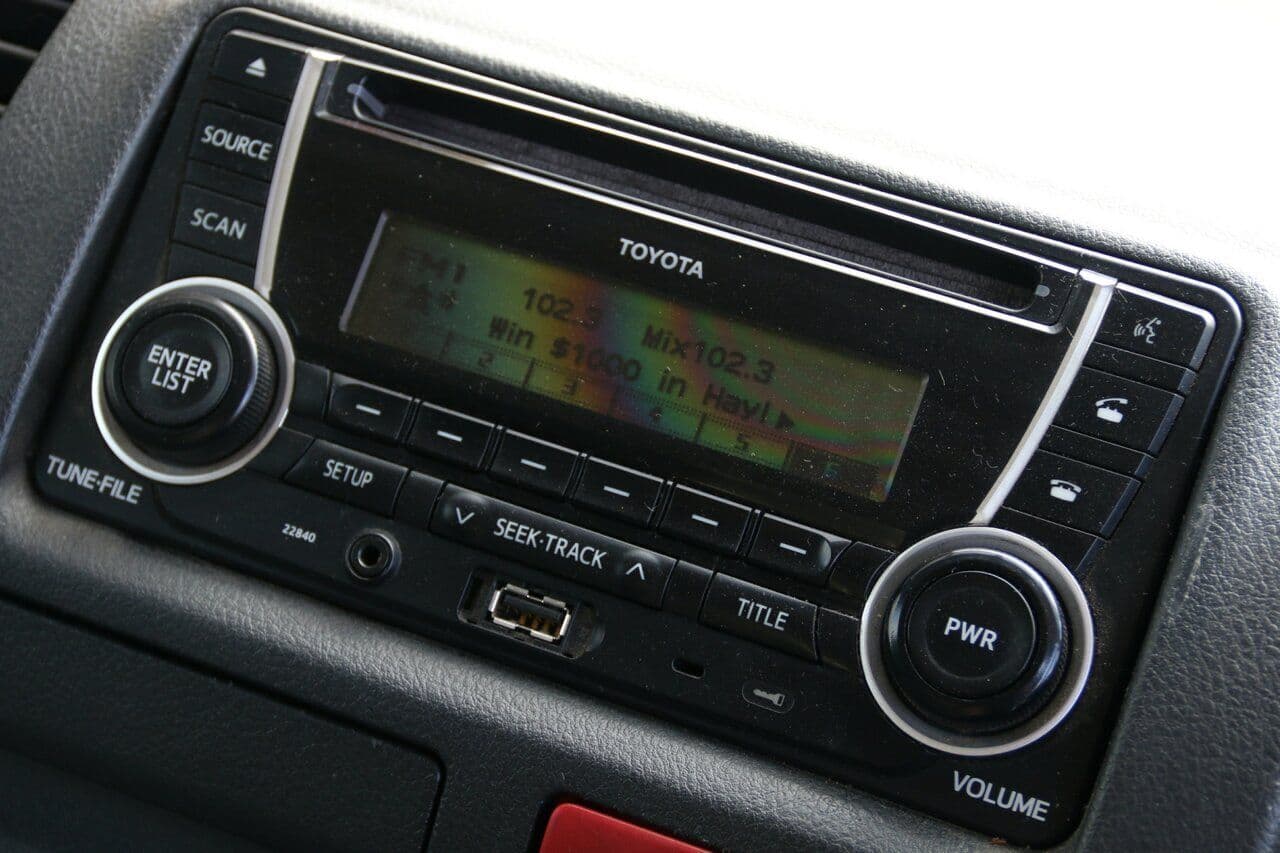 SOURCE
SCAN
TOYOTA
FM1
102.3 Mix102.3
Win $1000 in Hay!
2 3 4 5 6
ENTER
LIST
TUNE·FILE
SETUP
22840
SEEK·TRACK
TITLE
PWR
VOLUME